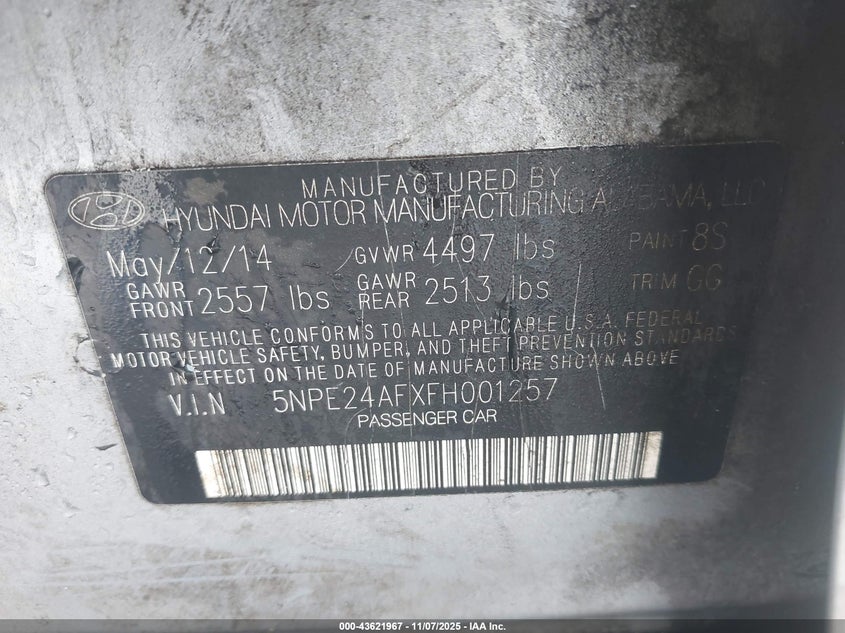 MANUFACTURED BY
HYUNDAI MOTOR MANUFACTURING ALABAMA, LLC
May/12/14 GVWR 4497 lbs PAINT 8S
GAWR FRONT 2557 lbs GAWR REAR 2513 lbs TRIM GG
THIS VEHICLE CONFORMS TO ALL APPLICABLE U.S.A. FEDERAL
MOTOR VEHICLE SAFETY, BUMPER, AND THEFT PREVENTION STANDARDS
IN EFFECT ON THE DATE OF MANUFACTURE SHOWN ABOVE
V.I.N 5NPE24AFXFH001257
PASSENGER CAR
000-43621967 - 11/07/2025 - IAA Inc.